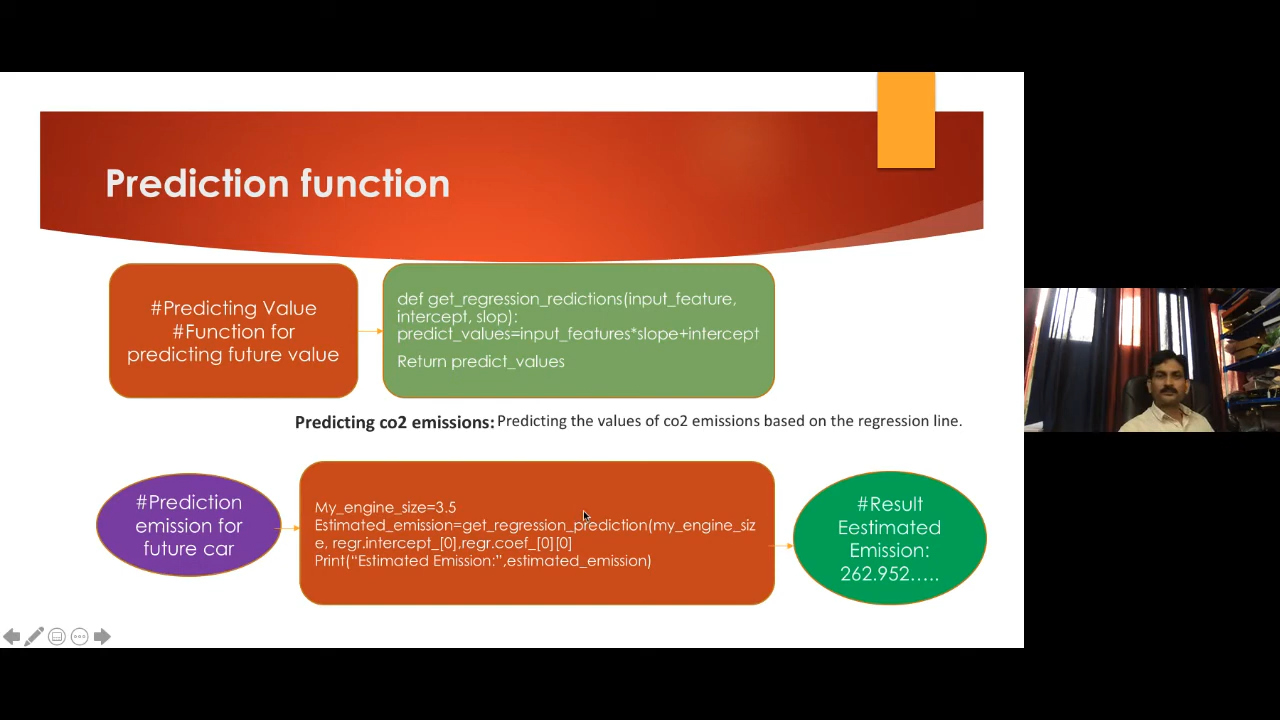 Prediction function
#Predicting Value
#Function for
predicting future value
def get_regression_redictions(input_feature,
intercept, slop):
predict_values=input_features*slope+intercept
Return predict_values
Predicting co2 emissions: Predicting the values of co2 emissions based on the regression line.
#Prediction
emission for
future car
My_engine_size=3.5
Estimated_emission=get_regression_prediction(my_engine_siz
e, regr.intercept_[0],regr.coef_[0][0]
Print(“Estimated Emission:”,estimated_emission)
#Result
Eestimated
Emission:
262.952.....